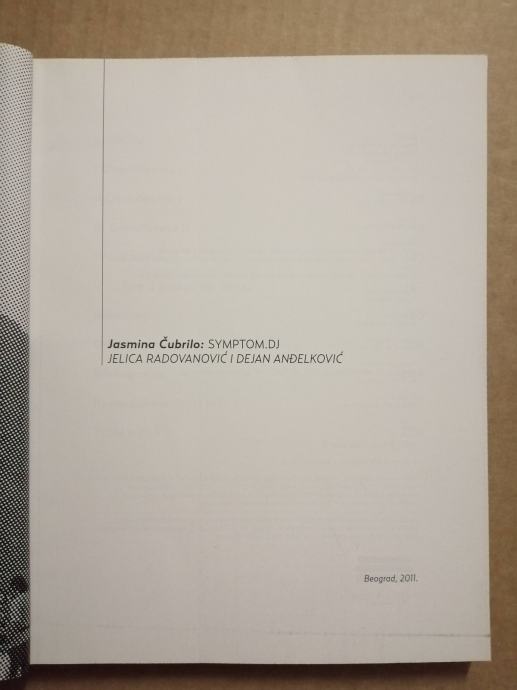 Jasmina Čubrilo: SYMPTOM.DJ
JELICA RADOVANOVIĆ I DEJAN ANĐELKOVIĆ
Beograd, 2011.